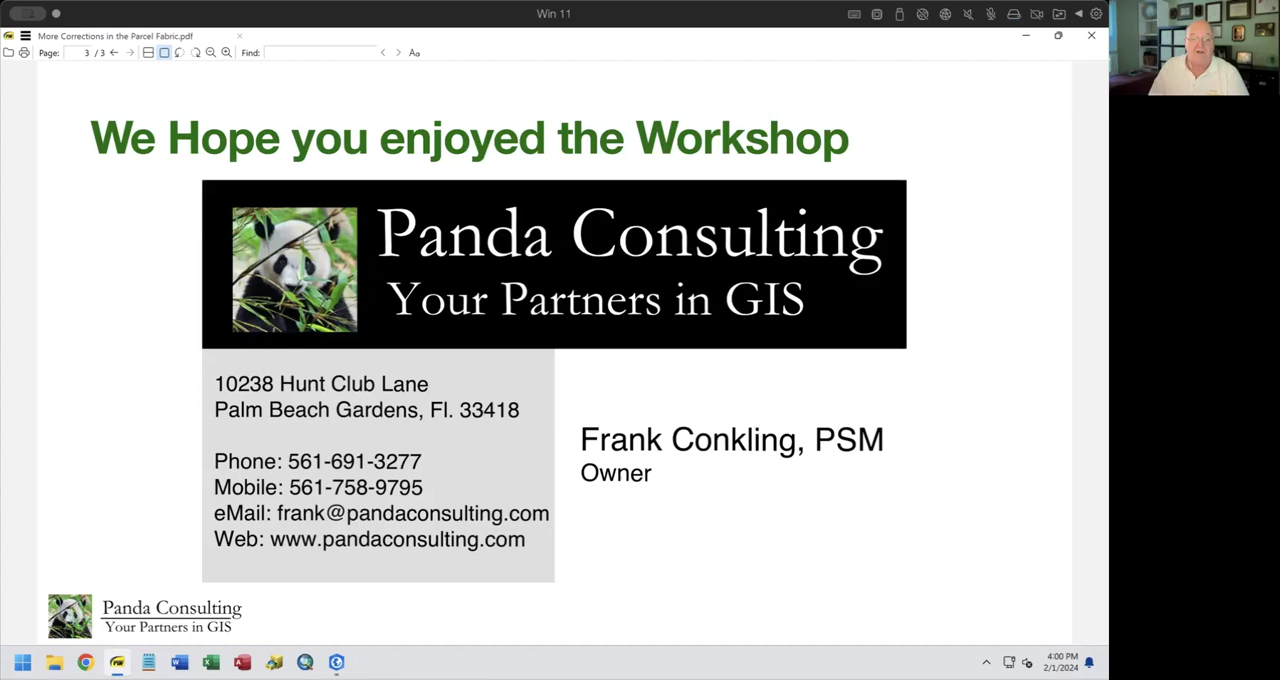 Win 11
More Corrections in the Parcel Fabric.pdf
Page: 3 / 3 Find: Aa
We Hope you enjoyed the Workshop
Panda Consulting
Your Partners in GIS
10238 Hunt Club Lane
Palm Beach Gardens, Fl. 33418
Phone: 561-691-3277
Mobile: 561-758-9795
eMail: frank@pandaconsulting.com
Web: www.pandaconsulting.com
Frank Conkling, PSM
Owner
Panda Consulting
Your Partners in GIS
4:00 PM
2/1/2024